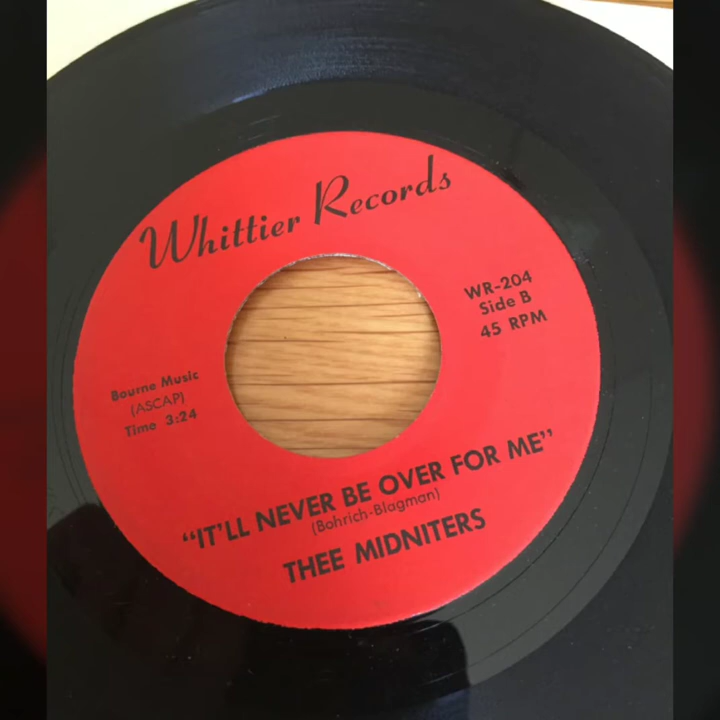 Whittier Records
WR-204
Side B
45 RPM
Bourne Music
(ASCAP)
Time 3:24
“IT’LL NEVER BE OVER FOR ME”
(Bohrich-Blagman)
THEE MIDNITERS